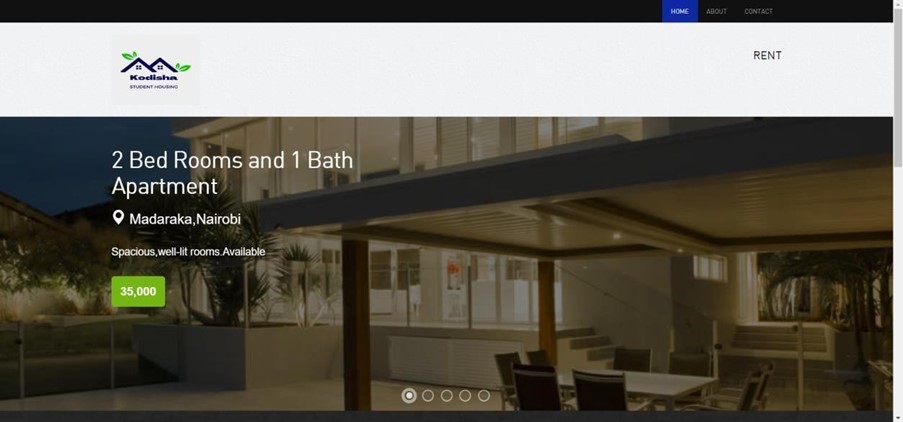 HOME ABOUT CONTACT
Kodisha
STUDENT HOUSING
RENT
2 Bed Rooms and 1 Bath
Apartment
Madaraka,Nairobi
Spacious,well-lit rooms.Available
35,000